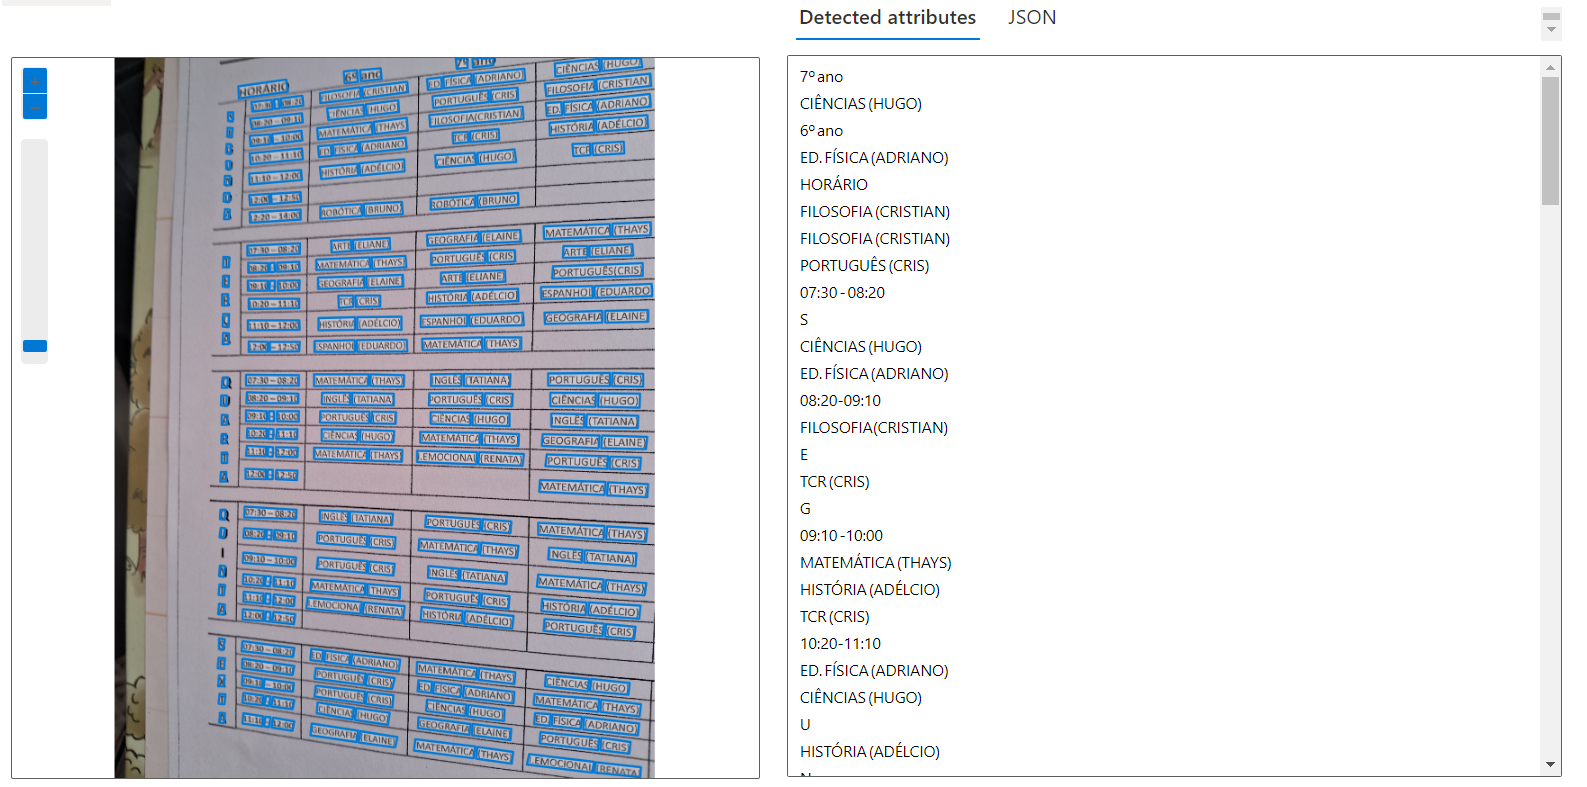 Detected attributes JSON
HORÁRIO 6º ano 7º ano
07:30 - 08:20 FILOSOFIA (CRISTIAN) ED. FÍSICA (ADRIANO) CIÊNCIAS (HUGO)
08:20 - 09:10 CIÊNCIAS (HUGO) PORTUGUÊS (CRIS) FILOSOFIA (CRISTIAN)
09:10 - 10:00 MATEMÁTICA (THAYS) FILOSOFIA(CRISTIAN) ED. FÍSICA (ADRIANO)
10:20 - 11:10 ED. FÍSICA (ADRIANO) TCR (CRIS) HISTÓRIA (ADÉLCIO)
11:10 - 12:00 HISTÓRIA (ADÉLCIO) CIÊNCIAS (HUGO) TCR (CRIS)
12:00 - 12:50
12:20 - 14:00 ROBÓTICA (BRUNO) ROBÓTICA (BRUNO
SEGUNDA
07:30 - 08:20 ARTE (ELIANE) GEOGRAFIA (ELAINE MATEMÁTICA (THAYS
08:20 - 09:10 MATEMÁTICA (THAYS) PORTUGUÊS (CRIS) ARTE (ELIANE
09:10 - 10:00 GEOGRAFIA (ELAINE ARTE (ELIANE) PORTUGUÊS(CRIS)
10:20 - 11:10 TCR (CRIS HISTÓRIA (ADÉLCIO) ESPANHOL (EDUARDO
11:10 - 12:00 HISTÓRIA (ADÉLCIO) ESPANHOL (EDUARDO GEOGRAFIA (ELAINE
12:00 - 12:50 ESPANHOL (EDUARDO) MATEMÁTICA (THAYS
TERÇA
07:30 - 08:20 MATEMÁTICA (THAYS) INGLÊS (TATIANA) PORTUGUÊS (CRIS)
08:20 - 09:10 INGLÊS (TATIANA) PORTUGUÊS (CRIS CIÊNCIAS (HUGO)
09:10 - 10:00 PORTUGUÊS (CRIS CIÊNCIAS (HUGO) INGLÊS (TATIANA)
10:20 - 11:10 CIÊNCIAS (HUGO) MATEMÁTICA (THAYS GEOGRAFIA (ELAINE)
11:10 - 12:00 MATEMÁTICA (THAYS I.EMOCIONAL (RENATA) PORTUGUÊS (CRIS
12:00 - 12:50 MATEMÁTICA (THAYS)
QUARTA
07:30 - 08:20 INGLÊS (TATIANA) PORTUGUÊS (CRIS) MATEMÁTICA (THAYS)
08:20 - 09:10 PORTUGUÊS (CRIS) MATEMÁTICA (THAYS) INGLÊS (TATIANA)
09:10 - 10:00 PORTUGUÊS (CRIS) INGLÊS (TATIANA) MATEMÁTICA (THAYS)
10:20 - 11:10 MATEMÁTICA (THAYS PORTUGUÊS (CRIS HISTÓRIA (ADÉLCIO)
11:10 - 12:00 I.EMOCIONAL (RENATA) HISTÓRIA (ADÉLCIO) PORTUGUÊS (CRIS
12:00 - 12:50
QUINTA
07:30 - 08:20 ED. FÍSICA (ADRIANO) MATEMÁTICA (THAYS) CIÊNCIAS (HUGO)
08:20 - 09:10 PORTUGUÊS (CRIS) ED. FÍSICA (ADRIANO) MATEMÁTICA (THAYS)
09:10 - 10:00 PORTUGUÊS (CRIS) CIÊNCIAS (HUGO) ED. FÍSICA (ADRIANO)
10:20 - 11:10 CIÊNCIAS (HUGO) GEOGRAFIA (ELAINE) PORTUGUÊS (CRIS
11:10 - 12:00 GEOGRAFIA (ELAINE) MATEMÁTICA (THAYS) I.EMOCIONAL (RENATA
SEXTA
7º ano
CIÊNCIAS (HUGO)
6º ano
ED. FÍSICA (ADRIANO)
HORÁRIO
FILOSOFIA (CRISTIAN)
FILOSOFIA (CRISTIAN)
PORTUGUÊS (CRIS)
07:30 - 08:20
S
CIÊNCIAS (HUGO)
ED. FÍSICA (ADRIANO)
08:20-09:10
FILOSOFIA(CRISTIAN)
E
TCR (CRIS)
G
09:10 -10:00
MATEMÁTICA (THAYS)
HISTÓRIA (ADÉLCIO)
TCR (CRIS)
10:20-11:10
ED. FÍSICA (ADRIANO)
CIÊNCIAS (HUGO)
U
HISTÓRIA (ADÉLCIO)